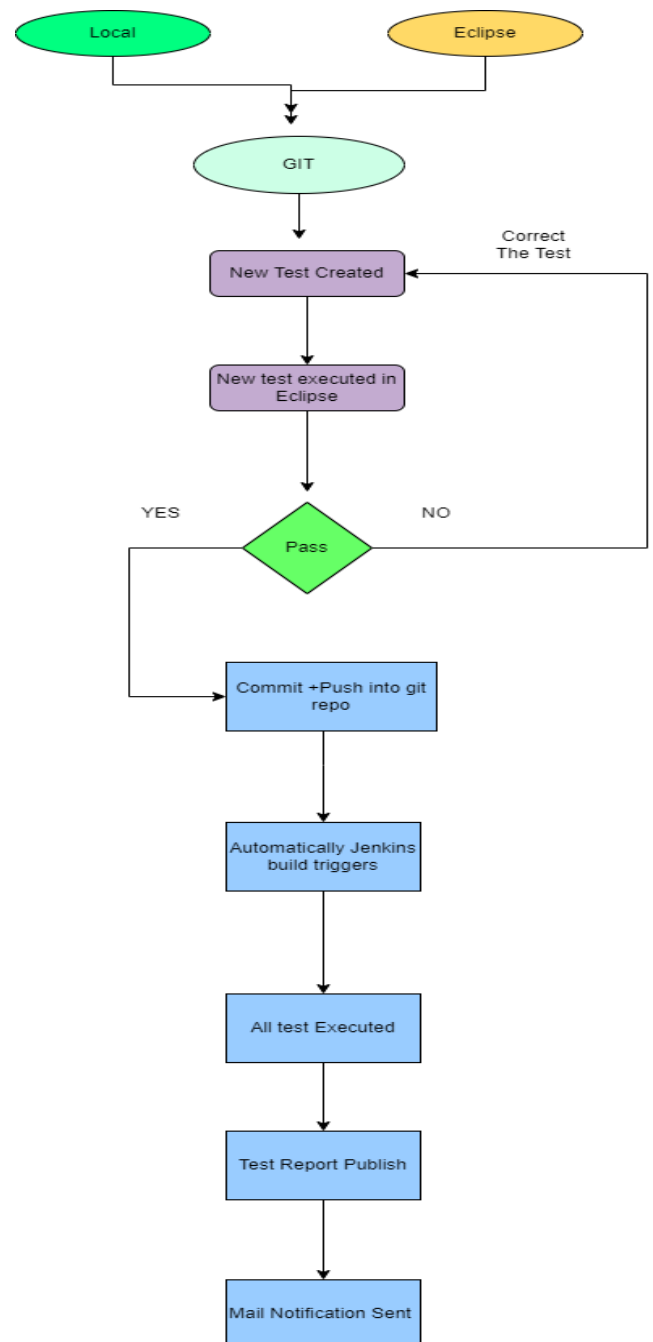 Local
Eclipse
GIT
Correct
The Test
New Test Created
New test executed in
Eclipse
YES
NO
Pass
Commit +Push into git
repo
Automatically Jenkins
build triggers
All test Executed
Test Report Publish
Mail Notification Sent